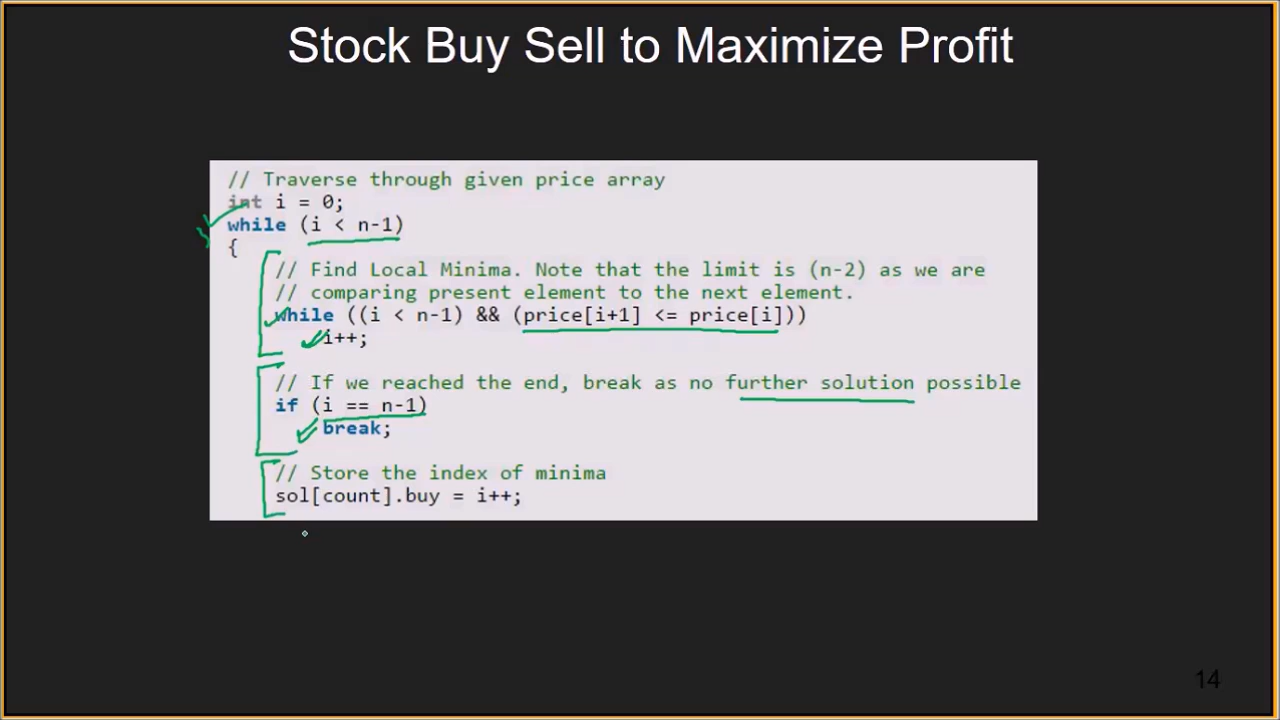 Stock Buy Sell to Maximize Profit
// Traverse through given price array
int i = 0;
while (i < n-1)
{
// Find Local Minima. Note that the limit is (n-2) as we are
// comparing present element to the next element.
while ((i < n-1) && (price[i+1] <= price[i]))
i++;
// If we reached the end, break as no further solution possible
if (i == n-1)
break;
// Store the index of minima
sol[count].buy = i++;
14